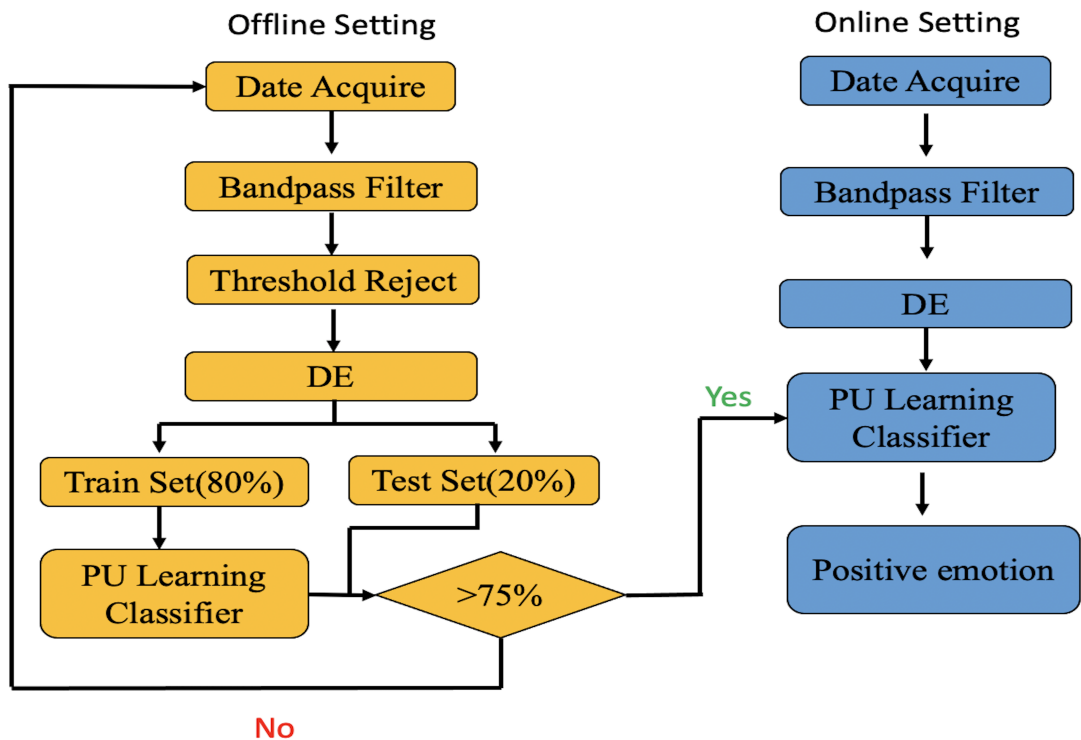 Offline Setting
Date Acquire
Bandpass Filter
Threshold Reject
DE
Train Set(80%)
Test Set(20%)
PU Learning
Classifier
>75%
No
Yes
Online Setting
Date Acquire
Bandpass Filter
DE
PU Learning
Classifier
Positive emotion